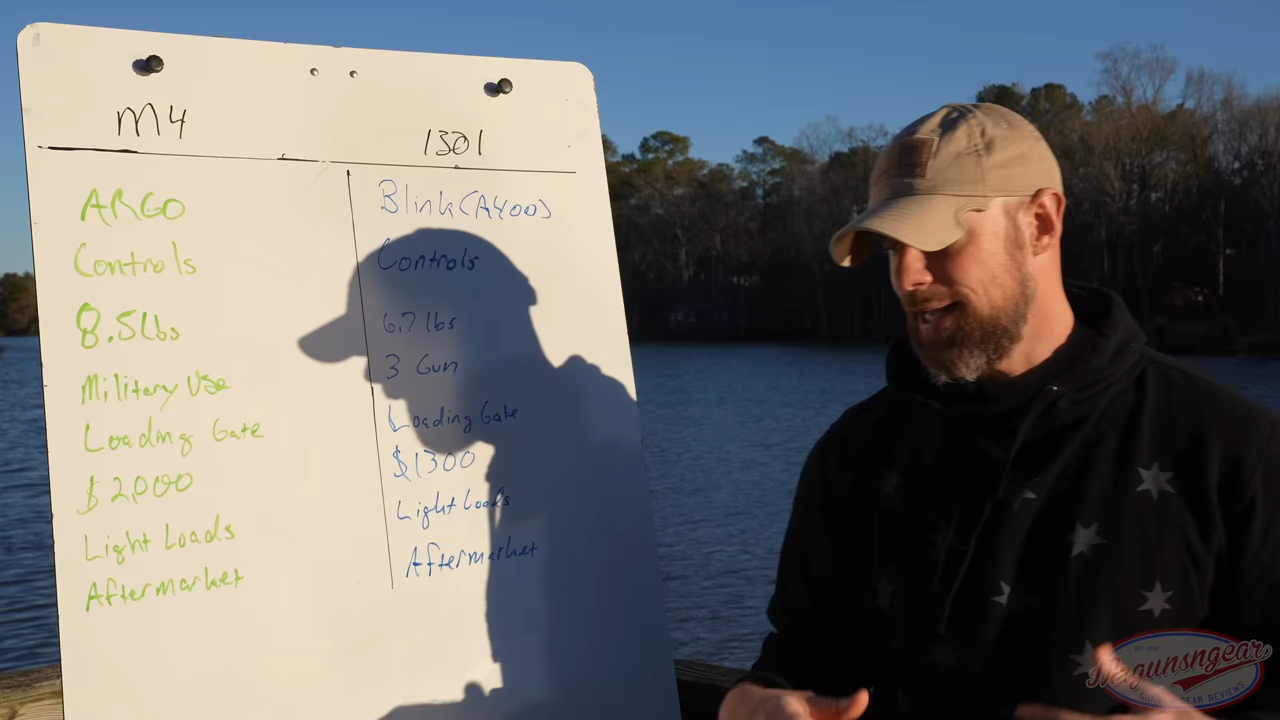 M4
1301
ARGO
Controls
8.5lbs
Military Use
Loading Gate
$2,000
Light Loads
Aftermarket
Blink(A400)
Controls
6.7 lbs
3 Gun
Loading Gate
$1300
Light Loads
Aftermarket
Mrgunsngear